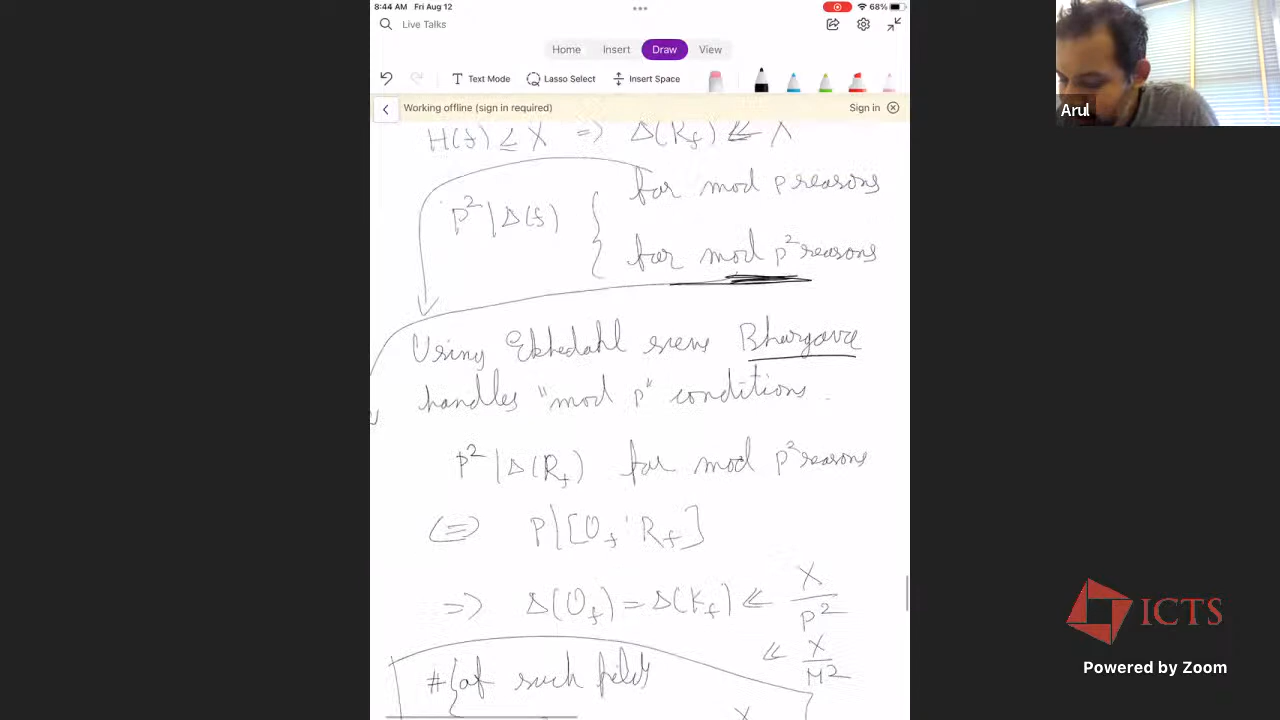 8:44 AM Fri Aug 12
68%
Live Talks
Home Insert Draw View
Text Mode Lasso Select Insert Space
Working offline (sign in required)
Sign in
Arul
H(f) ≤ X ⇒ Δ(K_f) ≪ X
p² | Δ(f) { for mod p reasons
for mod p² reasons
Using Ekhedahl sieve Bhargava
handles "mod p" conditions.
p² | Δ(R_f) for mod p² reasons
(=) p | [O_f : R_f]
⇒ Δ(O_f) = Δ(K_f) ≪ X/p²
≪ X/M²
#{of such fields
X
ICTS
Powered by Zoom